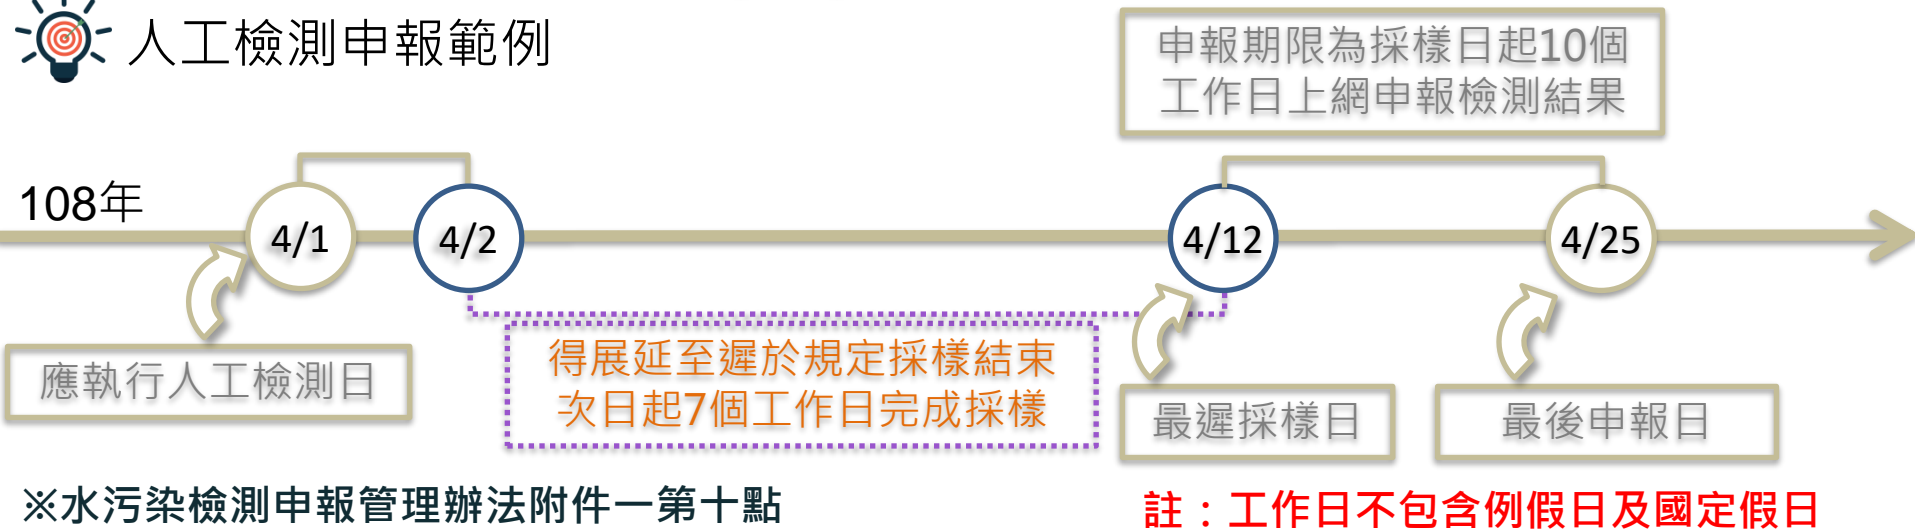 人工檢測申報範例
申報期限為採樣日起10個
工作日上網申報檢測結果
108年
4/1
4/2
4/12
4/25
得展延至遲於規定採樣結束
次日起7個工作日完成採樣
應執行人工檢測日
最遲採樣日
最後申報日
※水污染檢測申報管理辦法附件一第十點
註：工作日不包含例假日及國定假日